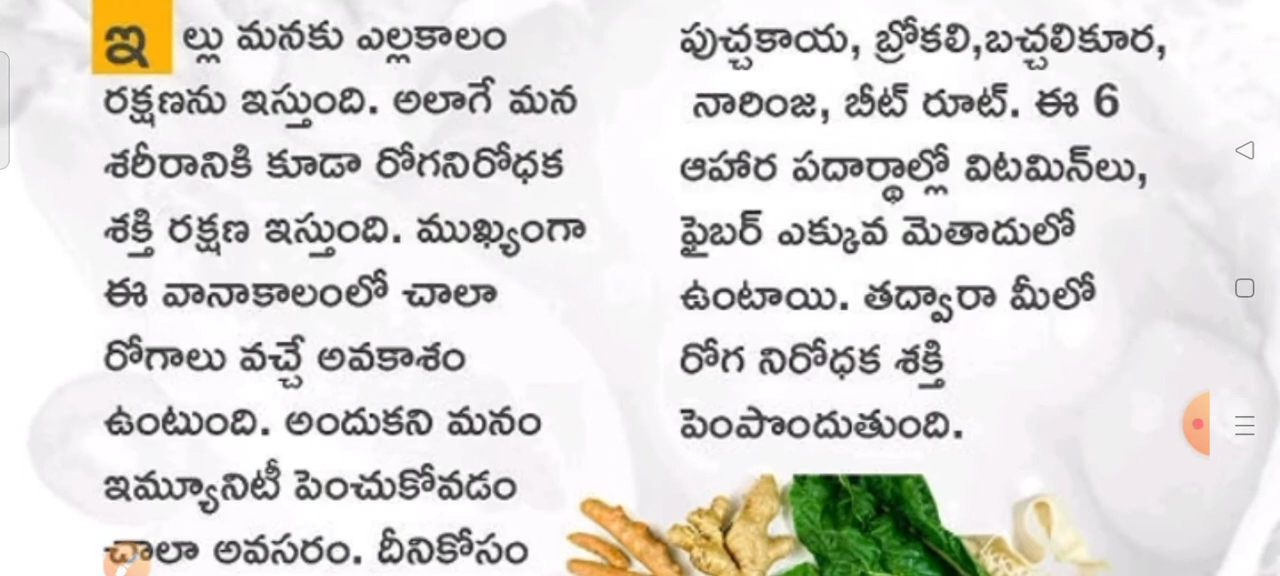 ఇల్లు మనకు ఎల్లకాలం
రక్షణను ఇస్తుంది. అలాగే మన
శరీరానికి కూడా రోగనిరోధక
శక్తి రక్షణ ఇస్తుంది. ముఖ్యంగా
ఈ వానాకాలంలో చాలా
రోగాలు వచ్చే అవకాశం
ఉంటుంది. అందుకని మనం
ఇమ్యూనిటీ పెంచుకోవడం
చాలా అవసరం. దీనికోసం
పుచ్చకాయ, బ్రోకలి,బచ్చలికూర,
నారింజ, బీట్ రూట్. ఈ 6
ఆహార పదార్థాల్లో విటమిన్‌లు,
ఫైబర్ ఎక్కువ మెతాదులో
ఉంటాయి. తద్వారా మీలో
రోగ నిరోధక శక్తి
పెంపొందుతుంది.